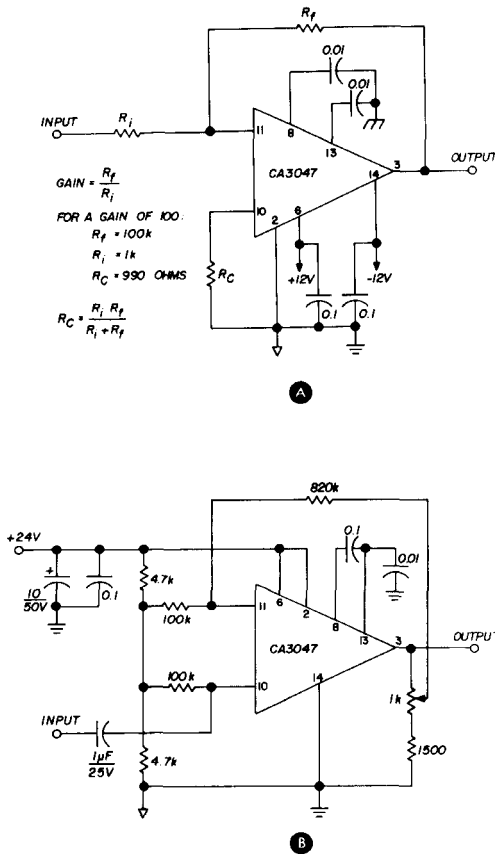 Rf
0.01
0.01
INPUT
Ri
11
8
13
CA3047
3
OUTPUT
14
GAIN = Rf / Ri
FOR A GAIN OF 100:
Rf = 100k
Ri = 1k
RC = 990 OHMS
RC = Ri Rf / Ri + Rf
10
2
6
RC
+12V
-12V
0.1
0.1
A
820k
+24V
+
10 / 50V
0.1
4.7k
100k
11
6
2
0.1
0.01
8
13
CA3047
3
OUTPUT
100k
10
14
1k
INPUT
1µF / 25V
4.7k
1500
B